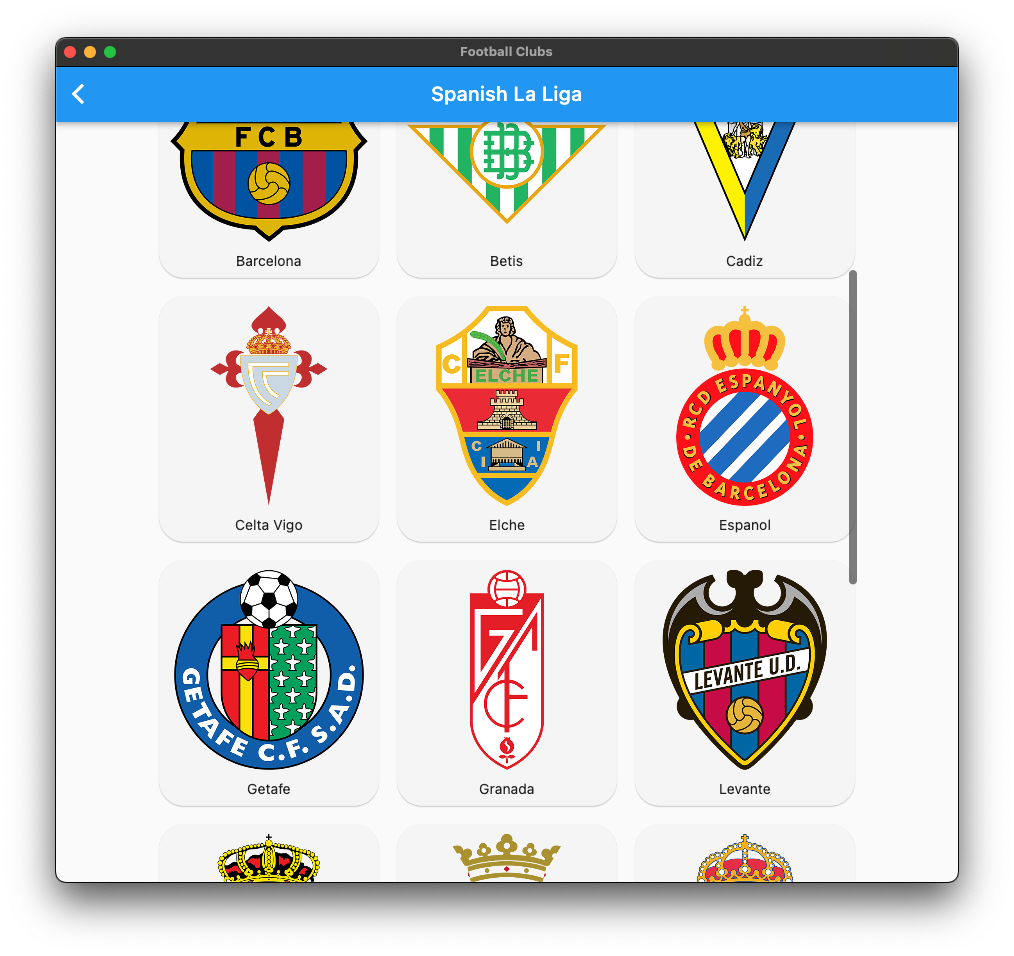 Football Clubs
Spanish La Liga
FCB
Barcelona
Betis
Cadiz
C F
ELCHE
C I
I A
Celta Vigo
Elche
RCD ESPANYOL
DE BARCELONA
Espanol
GETAFE C.F. S.A.D.
Getafe
Granada
LEVANTE U.D.
Levante